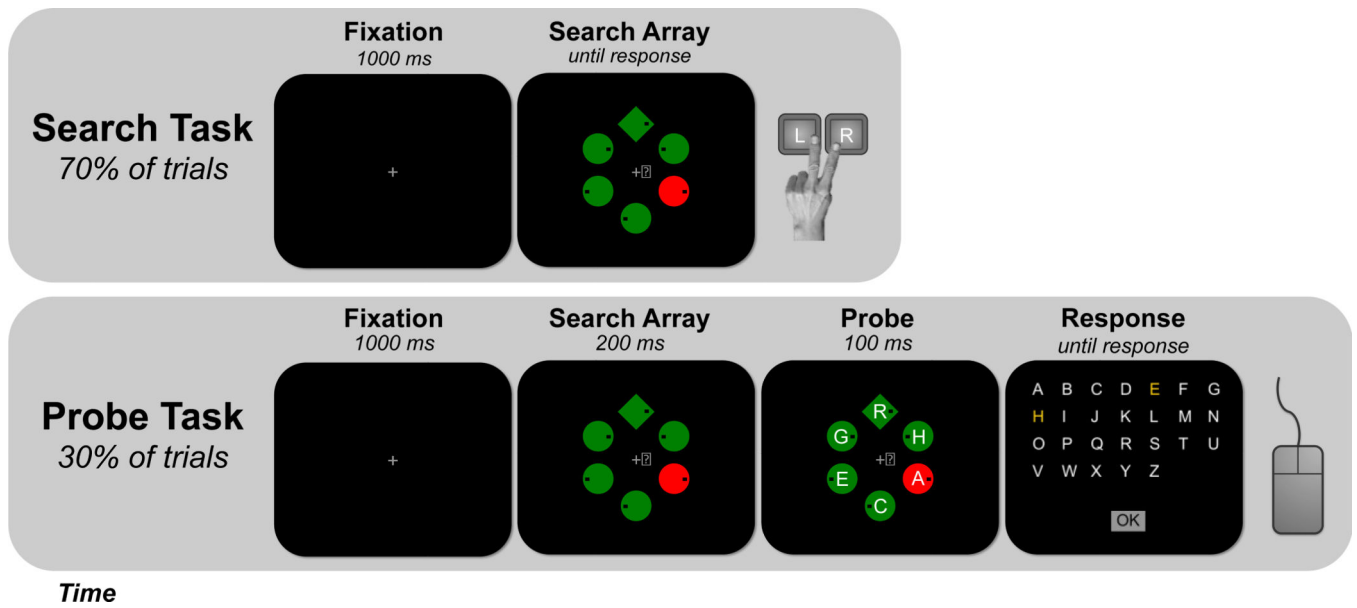 Fixation
1000 ms
Search Array
until response
Search Task
70% of trials
+
+
L R
Fixation
1000 ms
Search Array
200 ms
Probe
100 ms
Response
until response
Probe Task
30% of trials
+
+
+
R
G H
E A
C
A B C D E F G
H I J K L M N
O P Q R S T U
V W X Y Z
OK
Time